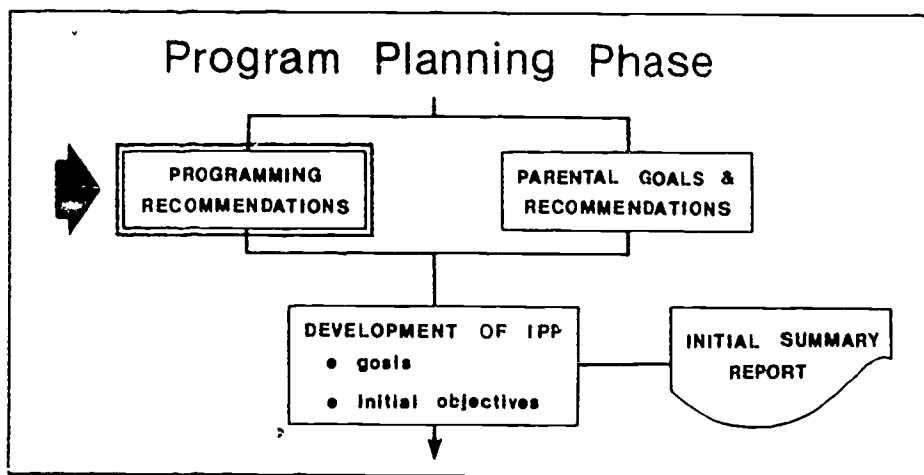 Program Planning Phase
PROGRAMMING
RECOMMENDATIONS
PARENTAL GOALS &
RECOMMENDATIONS
DEVELOPMENT OF IPP
• goals
• initial objectives
INITIAL SUMMARY
REPORT